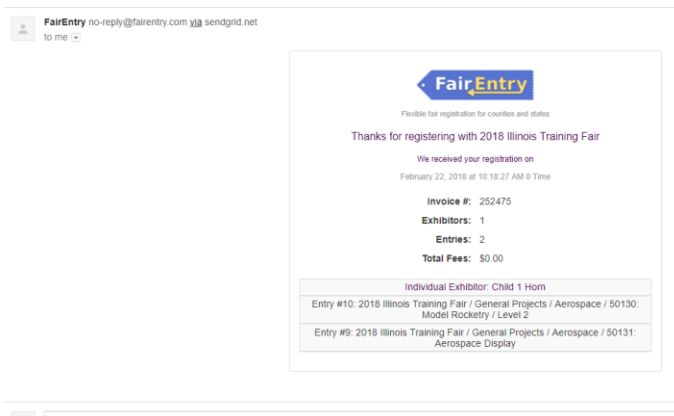 FairEntry no-reply@fairentry.com via sendgrid.net
to me
FairEntry
Flexible fair registration for counties and states
Thanks for registering with 2018 Illinois Training Fair
We received your registration on
February 22, 2018 at 10:18:27 AM 0 Time
Invoice #: 252475
Exhibitors: 1
Entries: 2
Total Fees: $0.00
Individual Exhibitor: Child 1 Horn
Entry #10: 2018 Illinois Training Fair / General Projects / Aerospace / 50130:
Model Rocketry / Level 2
Entry #9: 2018 Illinois Training Fair / General Projects / Aerospace / 50131:
Aerospace Display